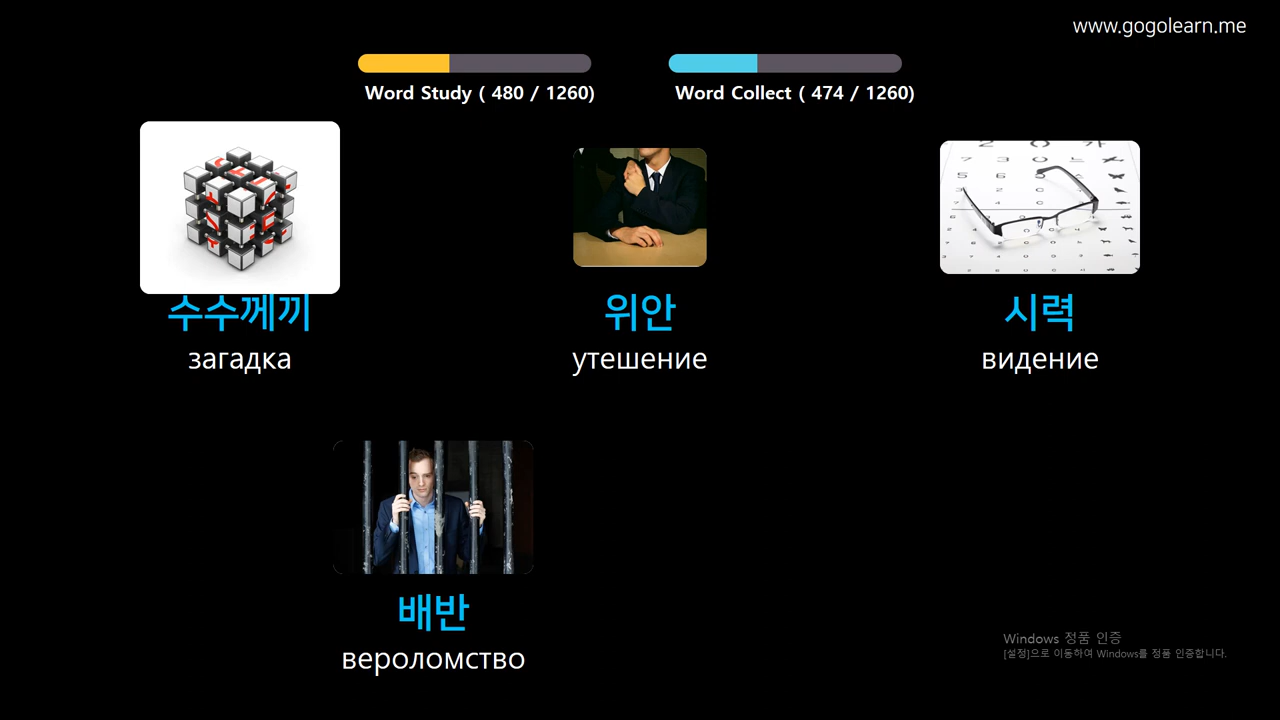 www.gogolearn.me
Word Study ( 480 / 1260)
Word Collect ( 474 / 1260)
수수께끼
위안
시력
загадка
утешение
видение
배반
вероломство
Windows 정품 인증
[설정]으로 이동하여 Windows를 정품 인증합니다.